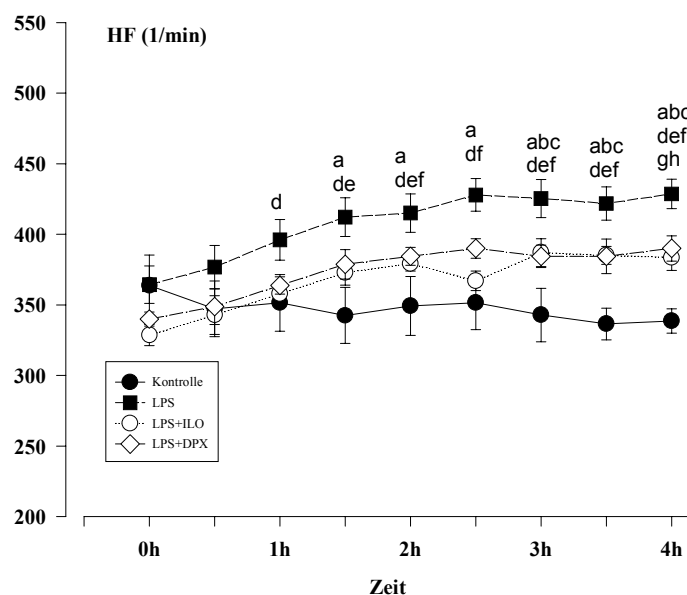 HF (1/min)
550
500
450
400
350
300
250
200
d
a
de
a
def
a
df
abc
def
abc
def
abc
def
gh
Kontrolle
LPS
LPS+ILO
LPS+DPX
0h 1h 2h 3h 4h
Zeit